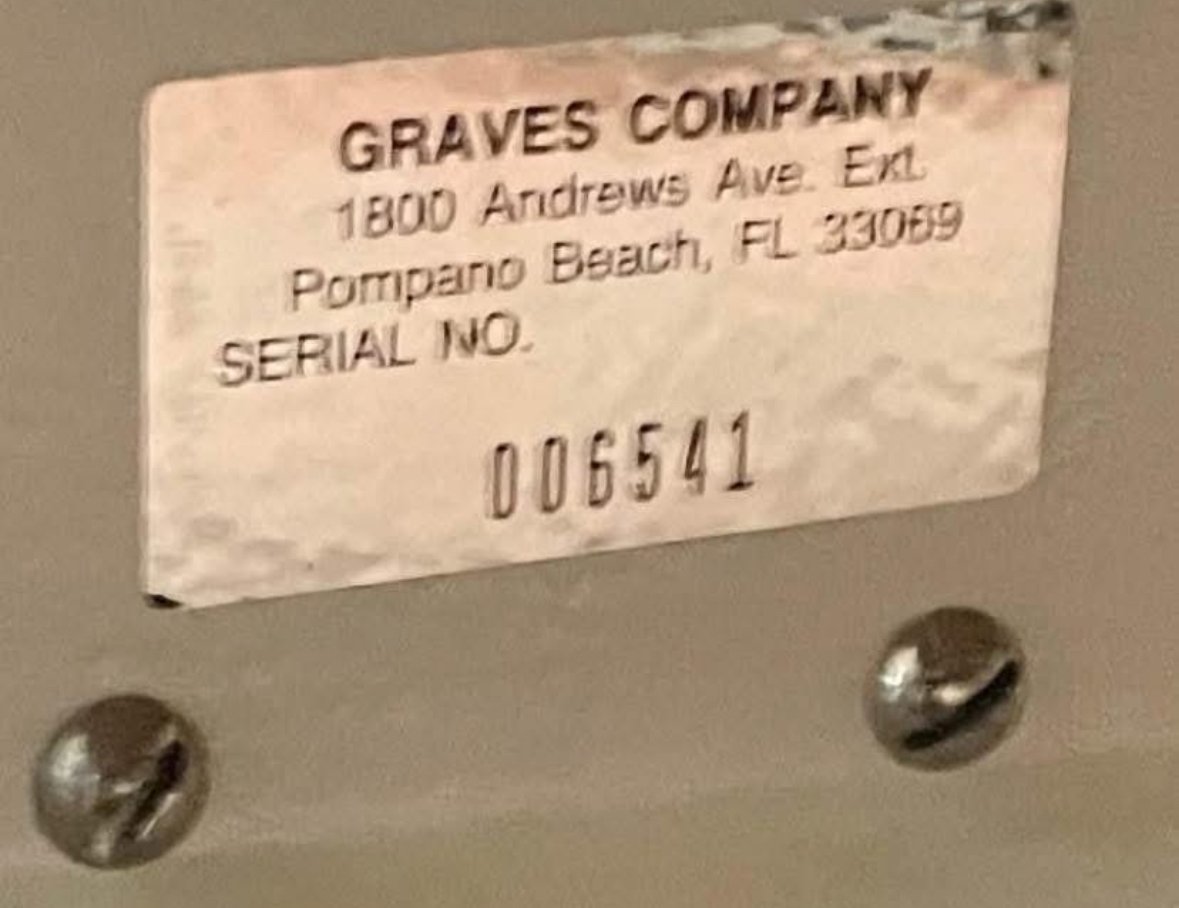 GRAVES COMPANY
1800 Andrews Ave. Ext.
Pompano Beach, FL 33069
SERIAL NO.
006541